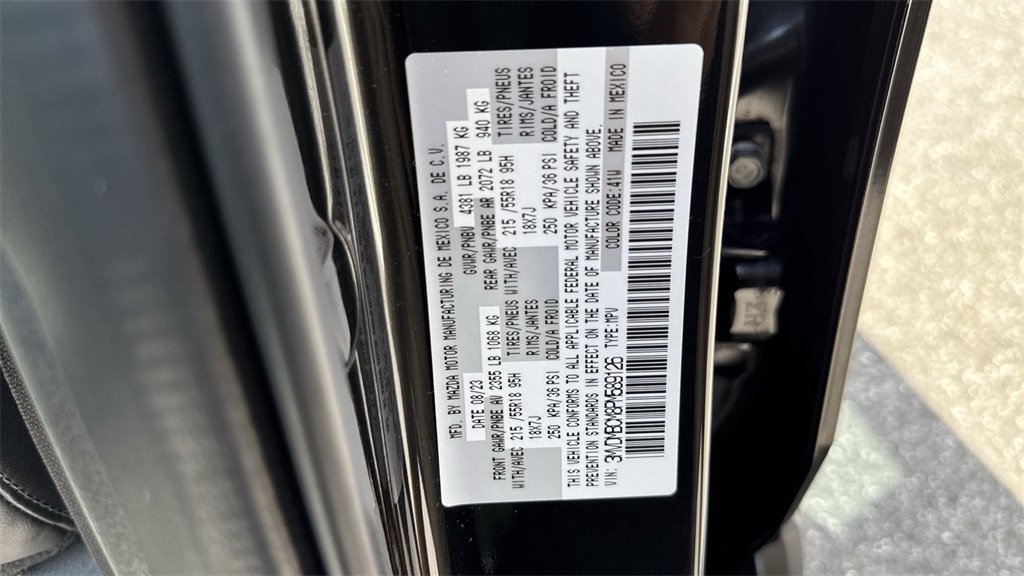 MFD. BY MAZDA MOTOR MANUFACTURING DE MEXICO S.A. DE C.V.
DATE 08/23 GVWR/PNBV 4381 LB 1987 KG
FRONT GAWR/PNBE AV 2355 LB 1068 KG REAR GAWR/PNBE AR 2072 LB 940 KG
WITH/AVEC 215 /55R18 95H TIRES/PNEUS WITH/AVEC 215 /55R18 95H TIRES/PNEUS
18X7J RIMS/JANTES 18X7J RIMS/JANTES
250 KPA/36 PSI COLD/A FROID 250 KPA/36 PSI COLD/A FROID
THIS VEHICLE CONFORMS TO ALL APPLICABLE FEDERAL MOTOR VEHICLE SAFETY AND THEFT
PREVENTION STANDARDS IN EFFECT ON THE DATE OF MANUFACTURE SHOWN ABOVE.
VIN: 3MVDMBDY8PM589126 TYPE:MPV COLOR CODE:41W MADE IN MEXICO